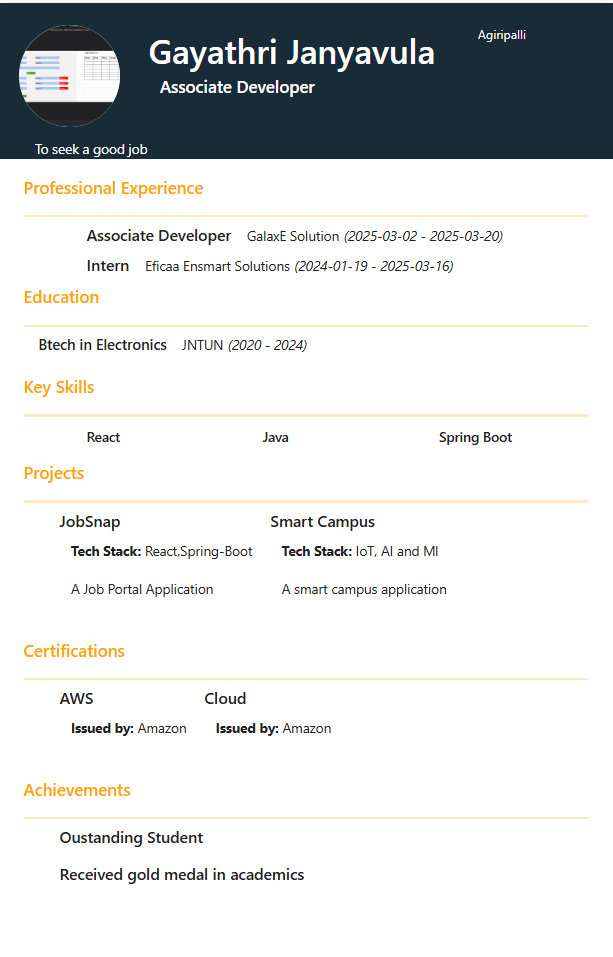 Gayathri Janyavula
Agiripalli
Associate Developer
To seek a good job
Professional Experience
Associate Developer GalaxE Solution (2025-03-02 - 2025-03-20)
Intern Eficaa Ensmart Solutions (2024-01-19 - 2025-03-16)
Education
Btech in Electronics JNTUN (2020 - 2024)
Key Skills
React Java Spring Boot
Projects
JobSnap Smart Campus
Tech Stack: React,Spring-Boot Tech Stack: IoT, AI and Ml
A Job Portal Application A smart campus application
Certifications
AWS Cloud
Issued by: Amazon Issued by: Amazon
Achievements
Oustanding Student
Received gold medal in academics